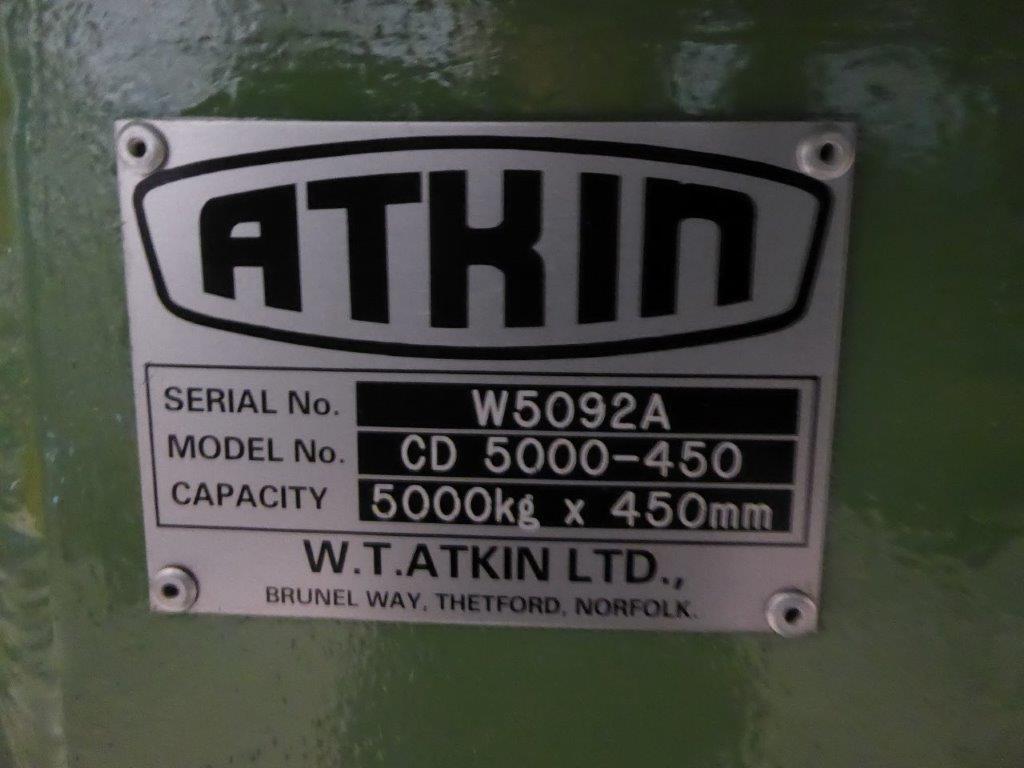 ATKIN
SERIAL No. W5092A
MODEL No. CD 5000-450
CAPACITY 5000kg x 450mm
W.T.ATKIN LTD.,
BRUNEL WAY, THETFORD, NORFOLK.